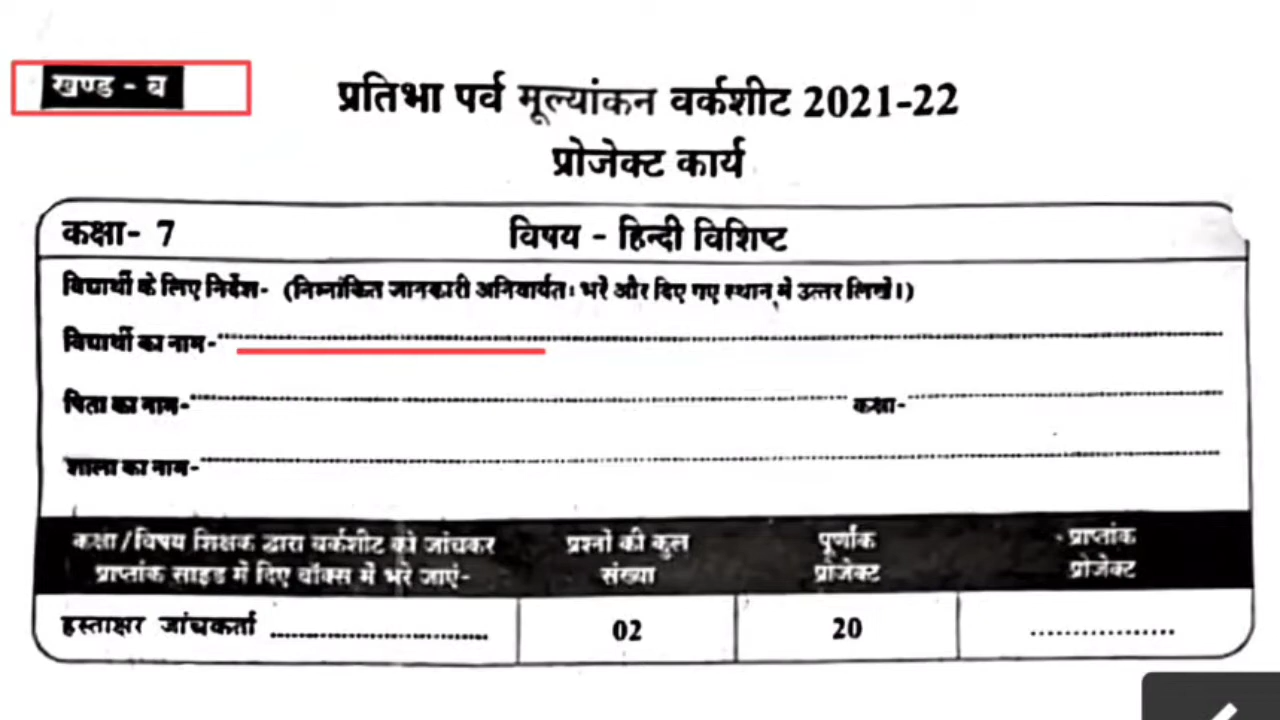 खण्ड - ब
प्रतिभा पर्व मूल्यांकन वर्कशीट 2021-22
प्रोजेक्ट कार्य
कक्षा- 7 विषय - हिन्दी विशिष्ट
विद्यार्थी के लिए निर्देश- (निम्नांकित जानकारी अनिवार्यतः भरें और दिए गए स्थान में उत्तर लिखें।)
विद्यार्थी का नाम-
पिता का नाम- कक्षा-
शाला का नाम-
कक्षा/विषय शिक्षक द्वारा वर्कशीट को जांचकर प्रश्नों की कुल पूर्णांक प्राप्तांक
प्राप्तांक साइड में दिए बॉक्स में भरे जाएं- संख्या प्रोजेक्ट प्रोजेक्ट
हस्ताक्षर जांचकर्ता .............................. 02 20 ....................